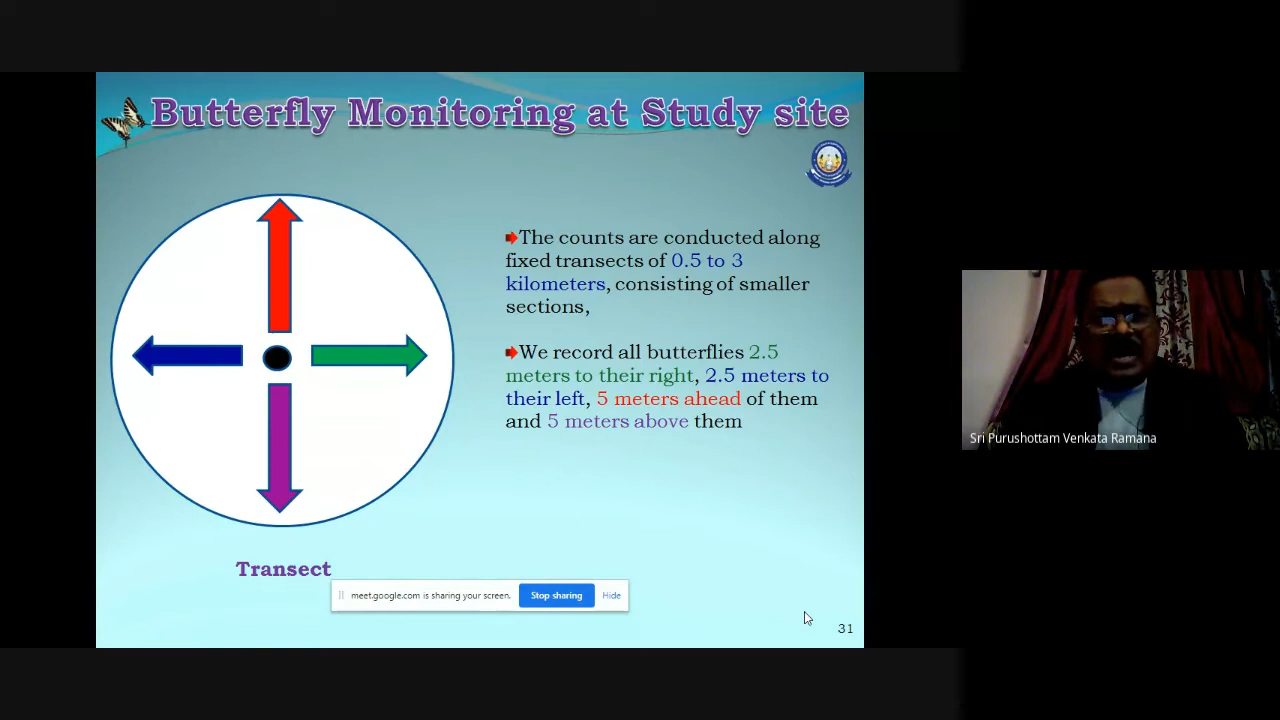 Butterfly Monitoring at Study site
The counts are conducted along
fixed transects of 0.5 to 3
kilometers, consisting of smaller
sections,
We record all butterflies 2.5
meters to their right, 2.5 meters to
their left, 5 meters ahead of them
and 5 meters above them
Transect
meet.google.com is sharing your screen.
Stop sharing
Hide
31
Sri Purushottam Venkata Ramana